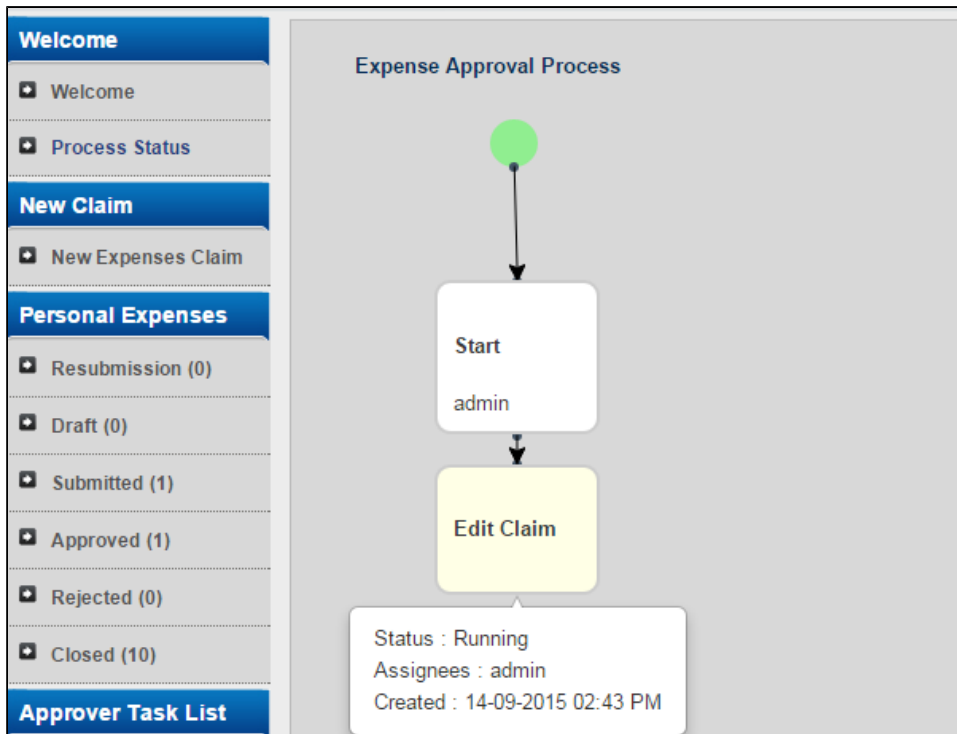 Welcome
Welcome
Process Status
New Claim
New Expenses Claim
Personal Expenses
Resubmission (0)
Draft (0)
Submitted (1)
Approved (1)
Rejected (0)
Closed (10)
Approver Task List
Expense Approval Process
Start
admin
Edit Claim
Status : Running
Assignees : admin
Created : 14-09-2015 02:43 PM